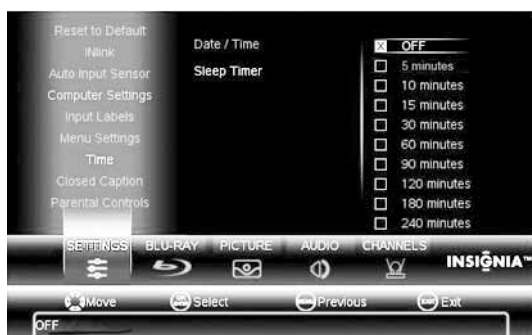 Reset to Default
INlink
Auto Input Sensor
Computer Settings
Input Labels
Menu Settings
Time
Closed Caption
Parental Controls
Date / Time
Sleep Timer
X OFF
5 minutes
10 minutes
15 minutes
30 minutes
60 minutes
90 minutes
120 minutes
180 minutes
240 minutes
SETTINGS BLU-RAY PICTURE AUDIO CHANNELS
INSIGNIA™
Move Select Previous EXIT Exit
OFF